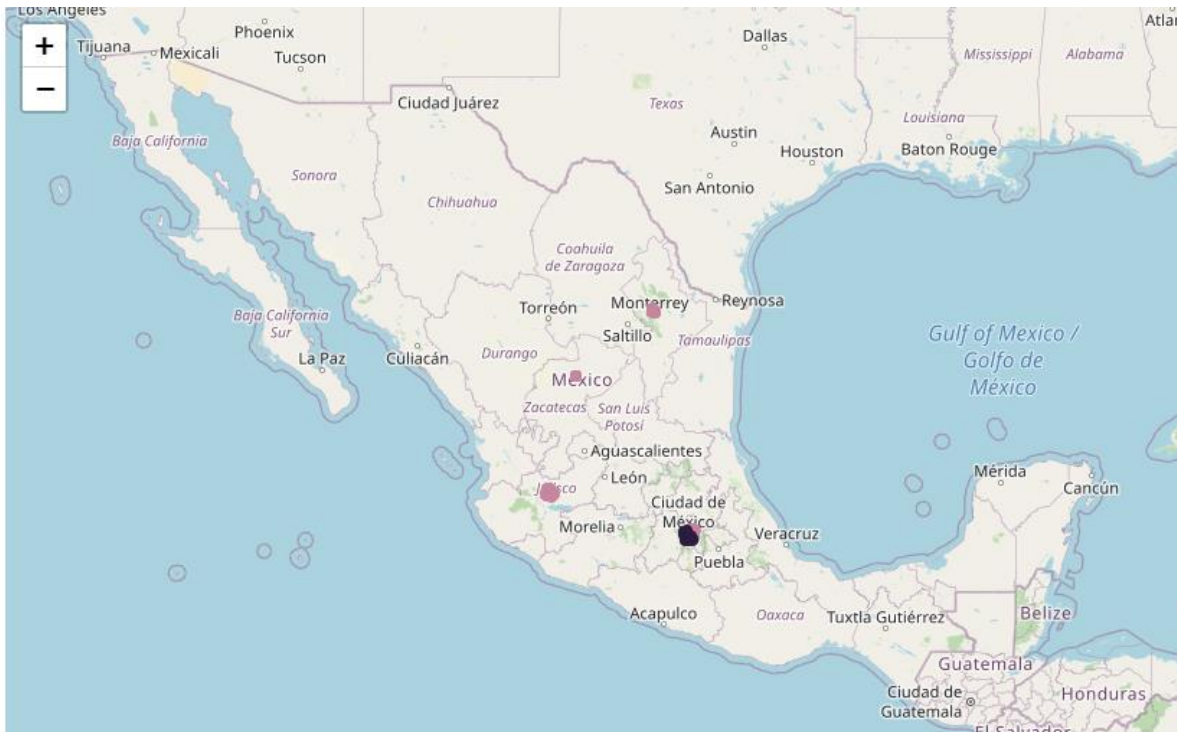 Los Angeles
Tijuana
Mexicali
Phoenix
Tucson
Dallas
Mississippi
Alabama
+
−
Baja California
Sonora
Ciudad Juárez
Chihuahua
Texas
Austin
San Antonio
Houston
Louisiana
Baton Rouge
Coahuila
de Zaragoza
Torreón
Monterrey
Saltillo
Reynosa
Tamaulipas
Baja California
Sur
La Paz
Culiacán
Durango
México
Zacatecas
San Luis
Potosí
Gulf of Mexico /
Golfo de
México
Aguascalientes
León
Morelia
Ciudad de
México
Puebla
Veracruz
Mérida
Cancún
Acapulco
Oaxaca
Tuxtla Gutiérrez
Belize
Guatemala
Ciudad de
Guatemala
Honduras
El Salvador